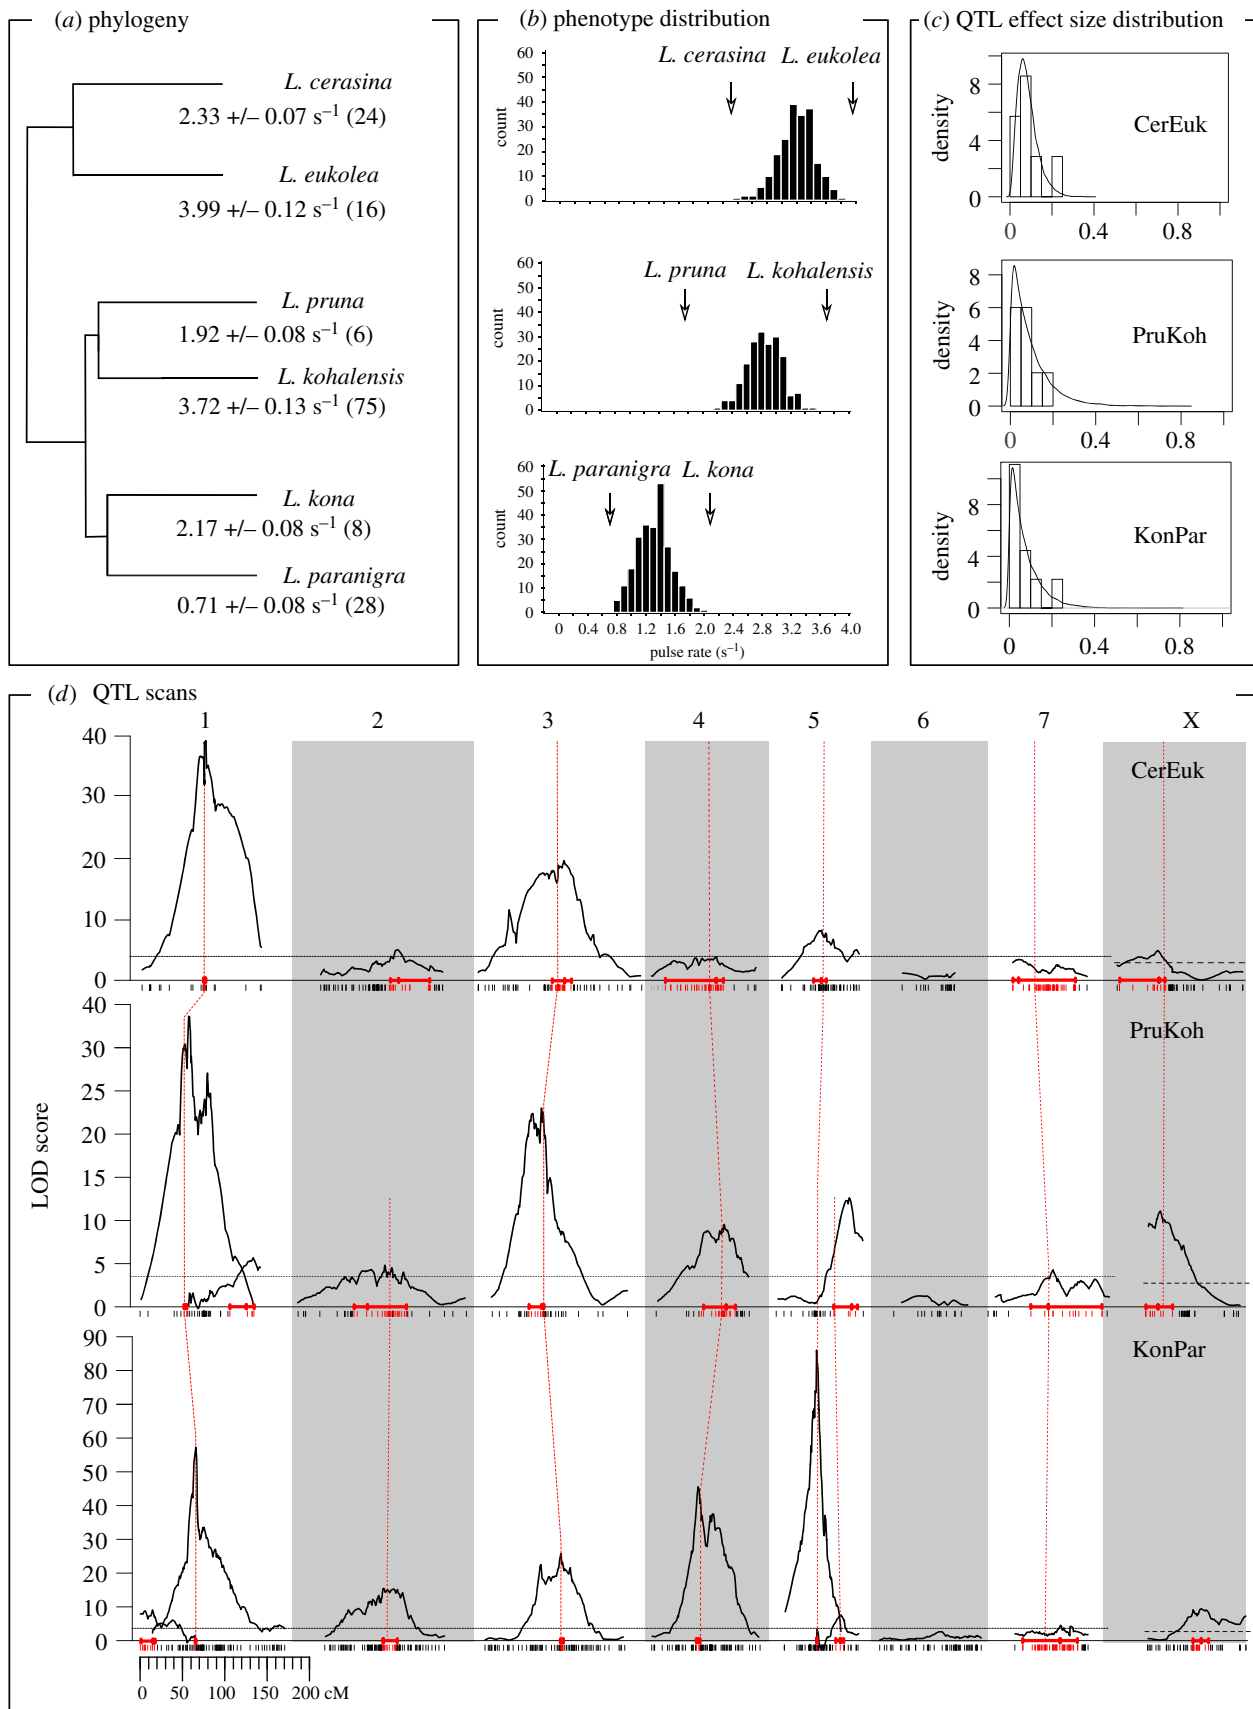 (a) phylogeny
L. cerasina
2.33 +/– 0.07 s⁻¹ (24)
L. eukolea
3.99 +/– 0.12 s⁻¹ (16)
L. pruna
1.92 +/– 0.08 s⁻¹ (6)
L. kohalensis
3.72 +/– 0.13 s⁻¹ (75)
L. kona
2.17 +/– 0.08 s⁻¹ (8)
L. paranigra
0.71 +/– 0.08 s⁻¹ (28)
(b) phenotype distribution
L. cerasina L. eukolea
count
60
50
40
30
20
10
0
L. pruna L. kohalensis
count
60
50
40
30
20
10
0
L. paranigra L. kona
count
60
50
40
30
20
10
0
0 0.4 0.8 1.2 1.6 2.0 2.4 2.8 3.2 3.6 4.0
pulse rate (s⁻¹)
(c) QTL effect size distribution
CerEuk
density
8
4
0
0 0.4 0.8
PruKoh
density
8
6
4
2
0
0 0.4 0.8
KonPar
density
8
4
0
0 0.4 0.8
(d) QTL scans
1 2 3 4 5 6 7 X
LOD score
CerEuk
40
30
20
10
0
PruKoh
40
30
25
20
15
10
5
0
KonPar
90
80
70
60
50
40
30
20
10
0
0 50 100 150 200 cM